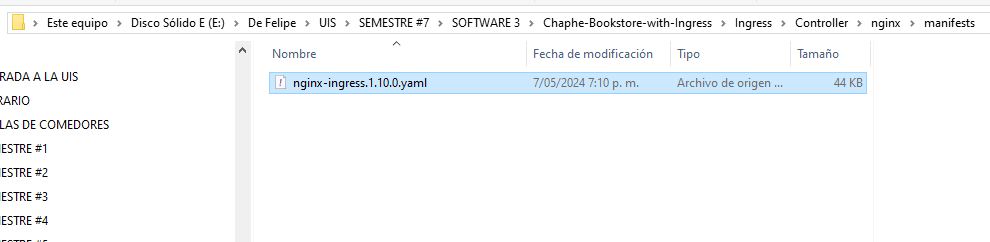 Este equipo > Disco Sólido E (E:) > De Felipe > UIS > SEMESTRE #7 > SOFTWARE 3 > Chaphe-Bookstore-with-Ingress > Ingress > Controller > nginx > manifests
Nombre Fecha de modificación Tipo Tamaño
nginx-ingress.1.10.0.yaml 7/05/2024 7:10 p. m. Archivo de origen ... 44 KB
RADA A LA UIS
RARIO
LAS DE COMEDORES
ESTRE #1
ESTRE #2
ESTRE #3
ESTRE #4